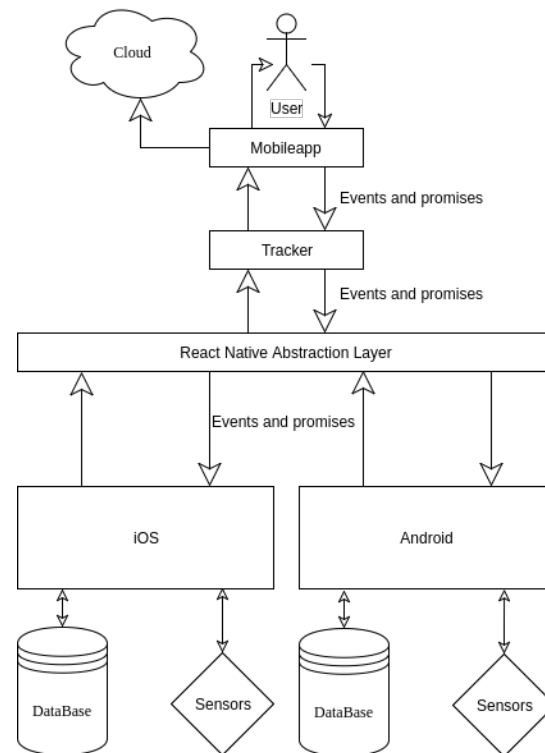 Cloud
User
Mobileapp
Events and promises
Tracker
Events and promises
React Native Abstraction Layer
Events and promises
iOS
Android
DataBase
Sensors
DataBase
Sensors